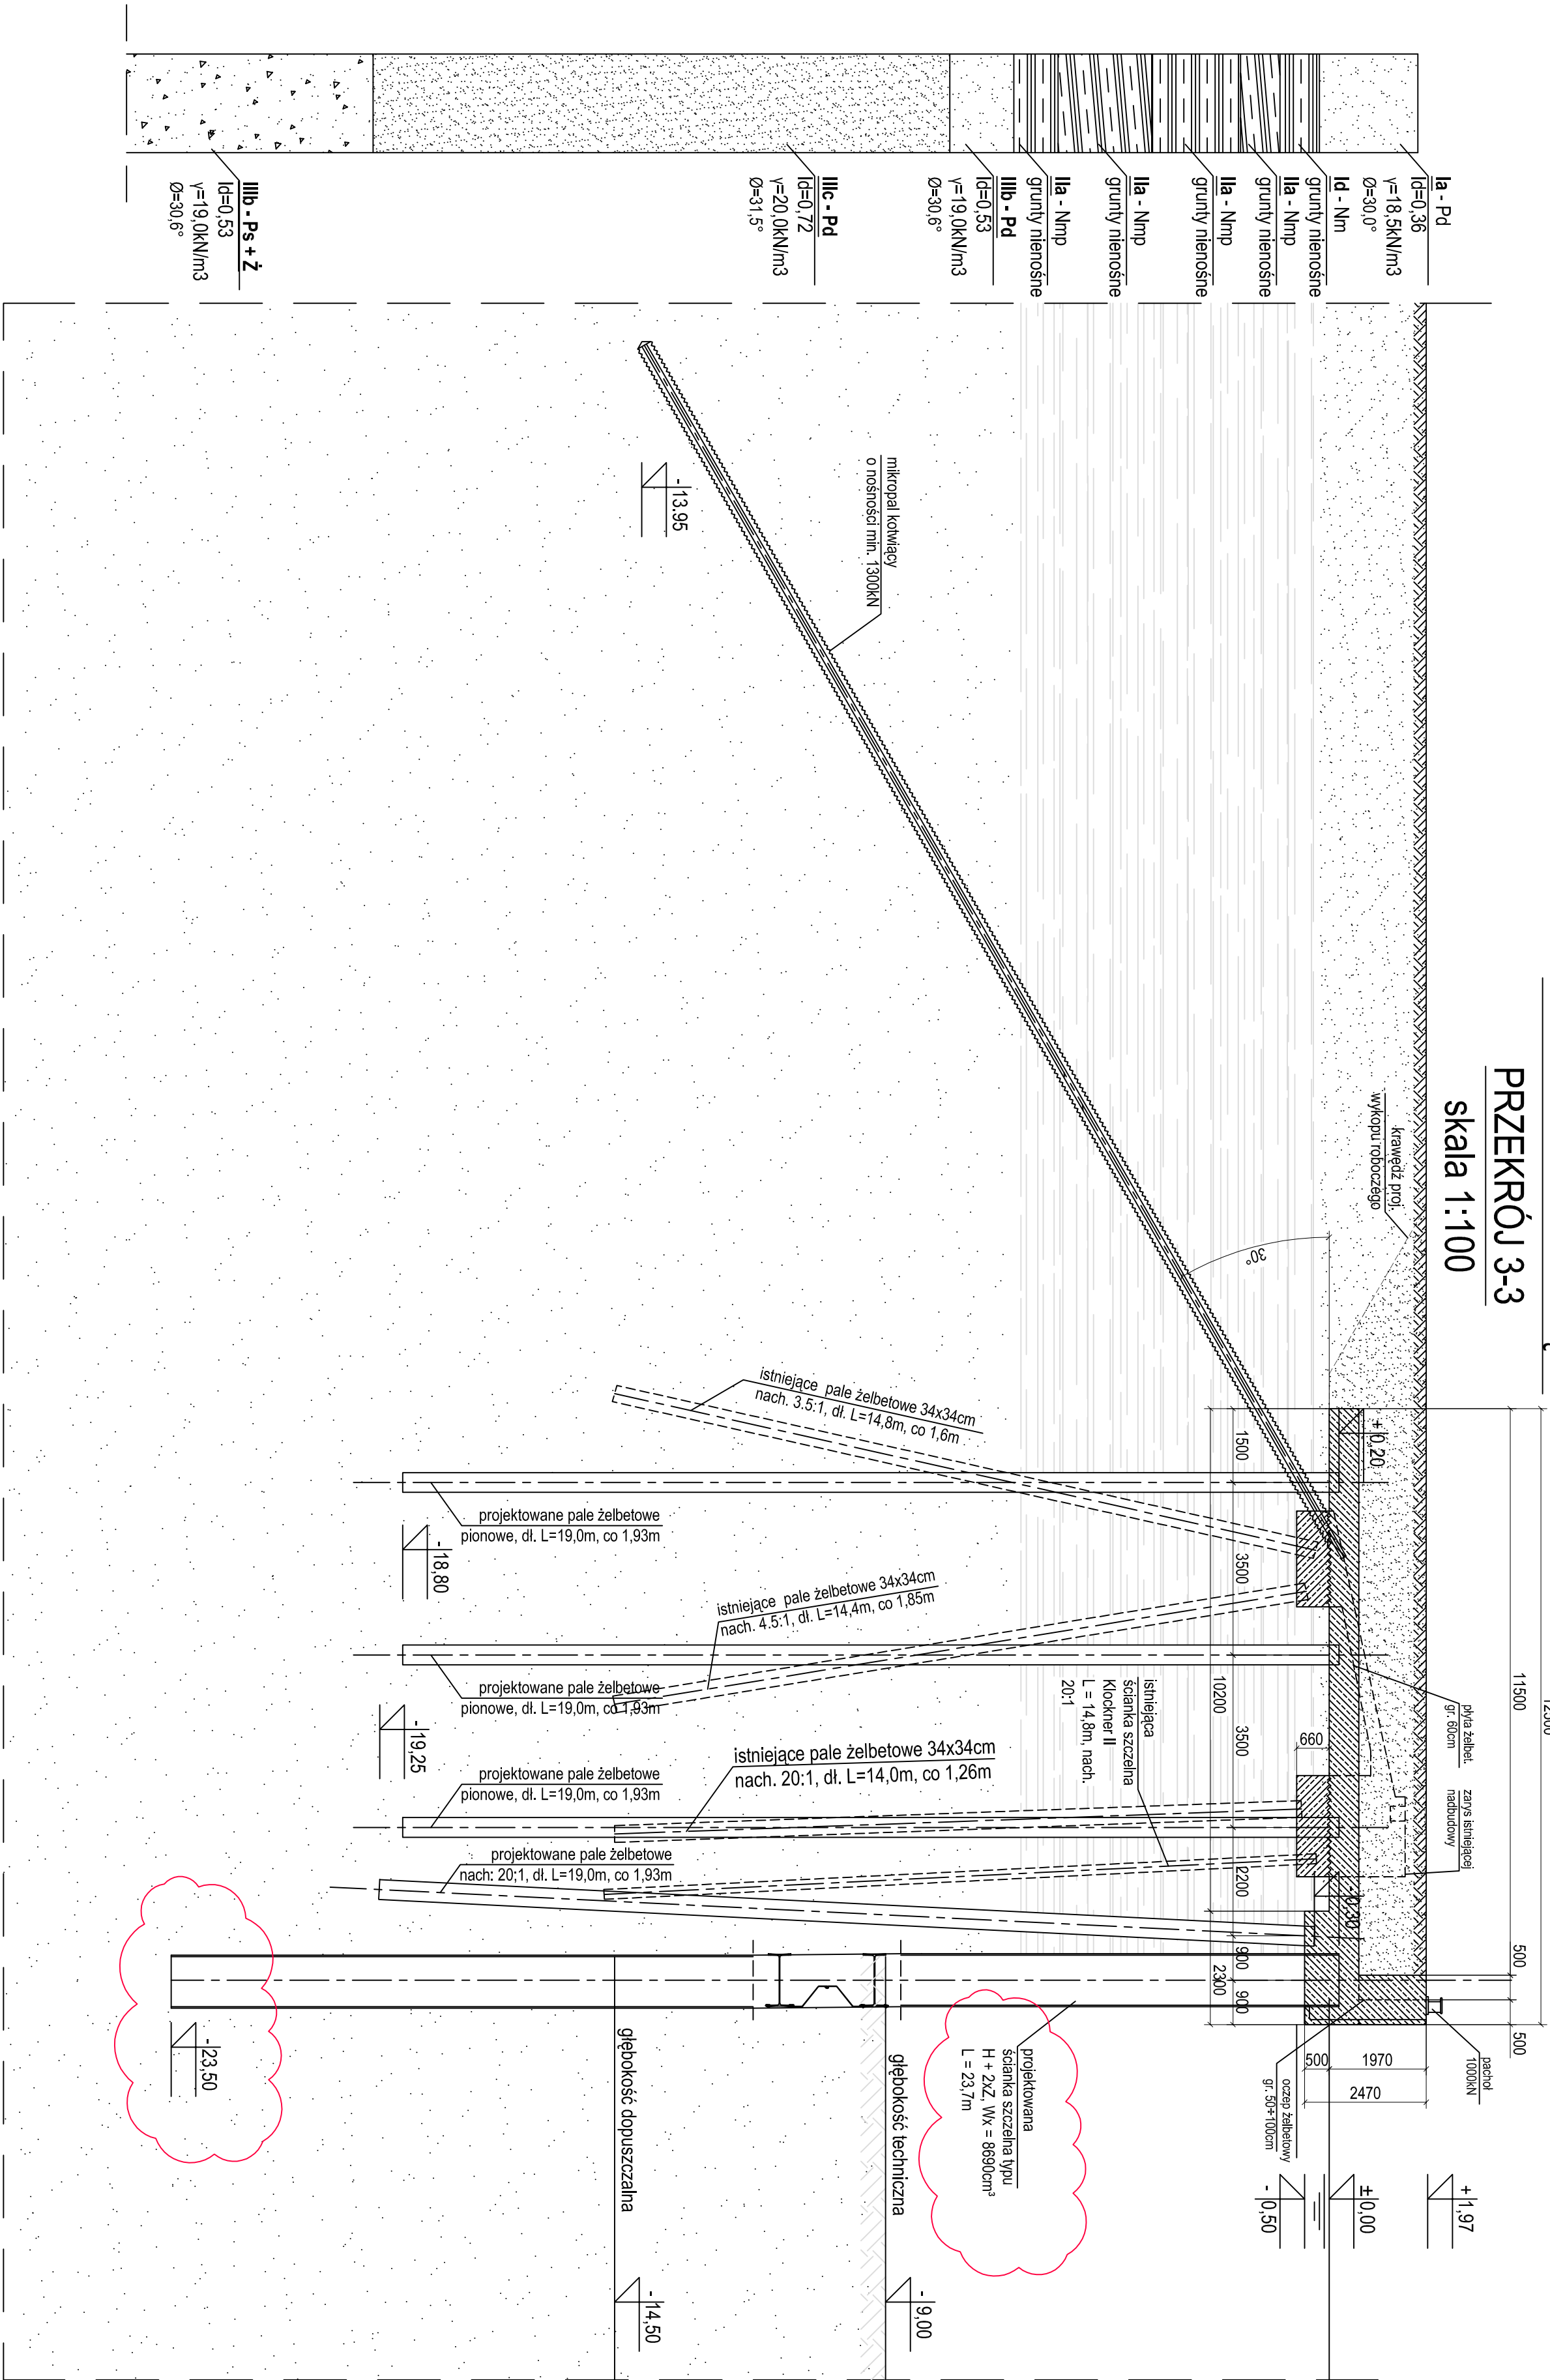 PRZEKRÓJ 3-3
skala 1:100
Ia - Pd
Id=0,36
γ=18,5kN/m3
Ø=30,0°
Id - Nm
grunty nienośne
IIa - Nmp
grunty nienośne
IIa - Nmp
grunty nienośne
IIa - Nmp
grunty nienośne
IIa - Nmp
grunty nienośne
IIIb - Pd
Id=0,53
γ=19,0kN/m3
Ø=30,6°
IIIc - Pd
Id=0,72
γ=20,0kN/m3
Ø=31,5°
IIIb - Ps + Ż
Id=0,53
γ=19,0kN/m3
Ø=30,6°
mikropal kotwiący
o nośności min. 1300kN
- 13.95
krawędź proj.
wykopu roboczego
30°
11500
500
500
+ 0,20
1500
3500
3500
2200
900
900
10200
2300
660
płyta żelbet.
gr. 60cm
zarys istniejącej
nadbudowy
- 0,30
pachoł
1000kN
500
1970
2470
oczep żelbetowy
gr. 50÷100cm
+ 1,97
±0,00
- 0,50
istniejące pale żelbetowe 34x34cm
nach. 3.5:1, dł. L=14,8m, co 1,6m
projektowane pale żelbetowe
pionowe, dł. L=19,0m, co 1,93m
- 18,80
istniejące pale żelbetowe 34x34cm
nach. 4.5:1, dł. L=14,4m, co 1,85m
projektowane pale żelbetowe
pionowe, dł. L=19,0m, co 1,93m
- 19,25
istniejąca
ścianka szczelna
Klockner II
L = 14,8m, nach.
20:1
istniejące pale żelbetowe 34x34cm
nach. 20:1, dł. L=14,0m, co 1,26m
projektowane pale żelbetowe
pionowe, dł. L=19,0m, co 1,93m
projektowane pale żelbetowe
nach: 20;1, dł. L=19,0m, co 1,93m
projektowana
ścianka szczelna typu
H + 2xZ, Wx = 8690cm³
L = 23,7m
głębokość techniczna
- 9,00
głębokość dopuszczalna
- 14,50
- 23,50